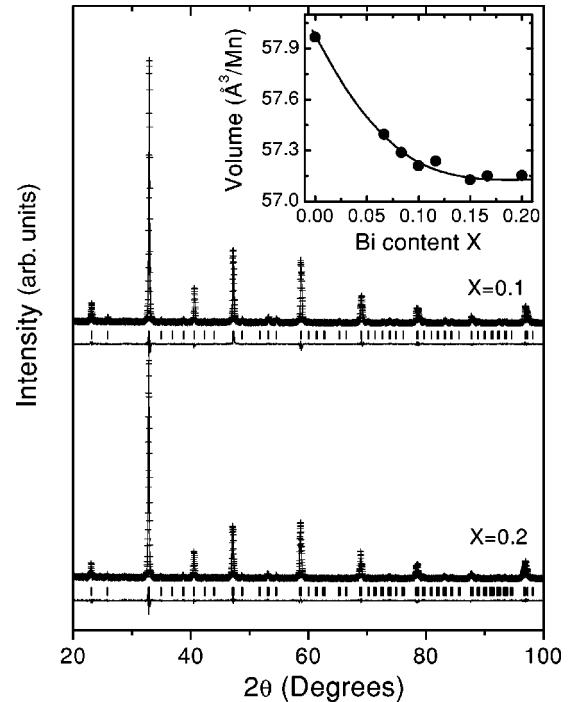 57.9
57.6
57.3
57.0
Volume (Å³/Mn)
0.00 0.05 0.10 0.15 0.20
Bi content X
X=0.1
X=0.2
Intensity (arb. units)
20 40 60 80 100
2θ (Degrees)